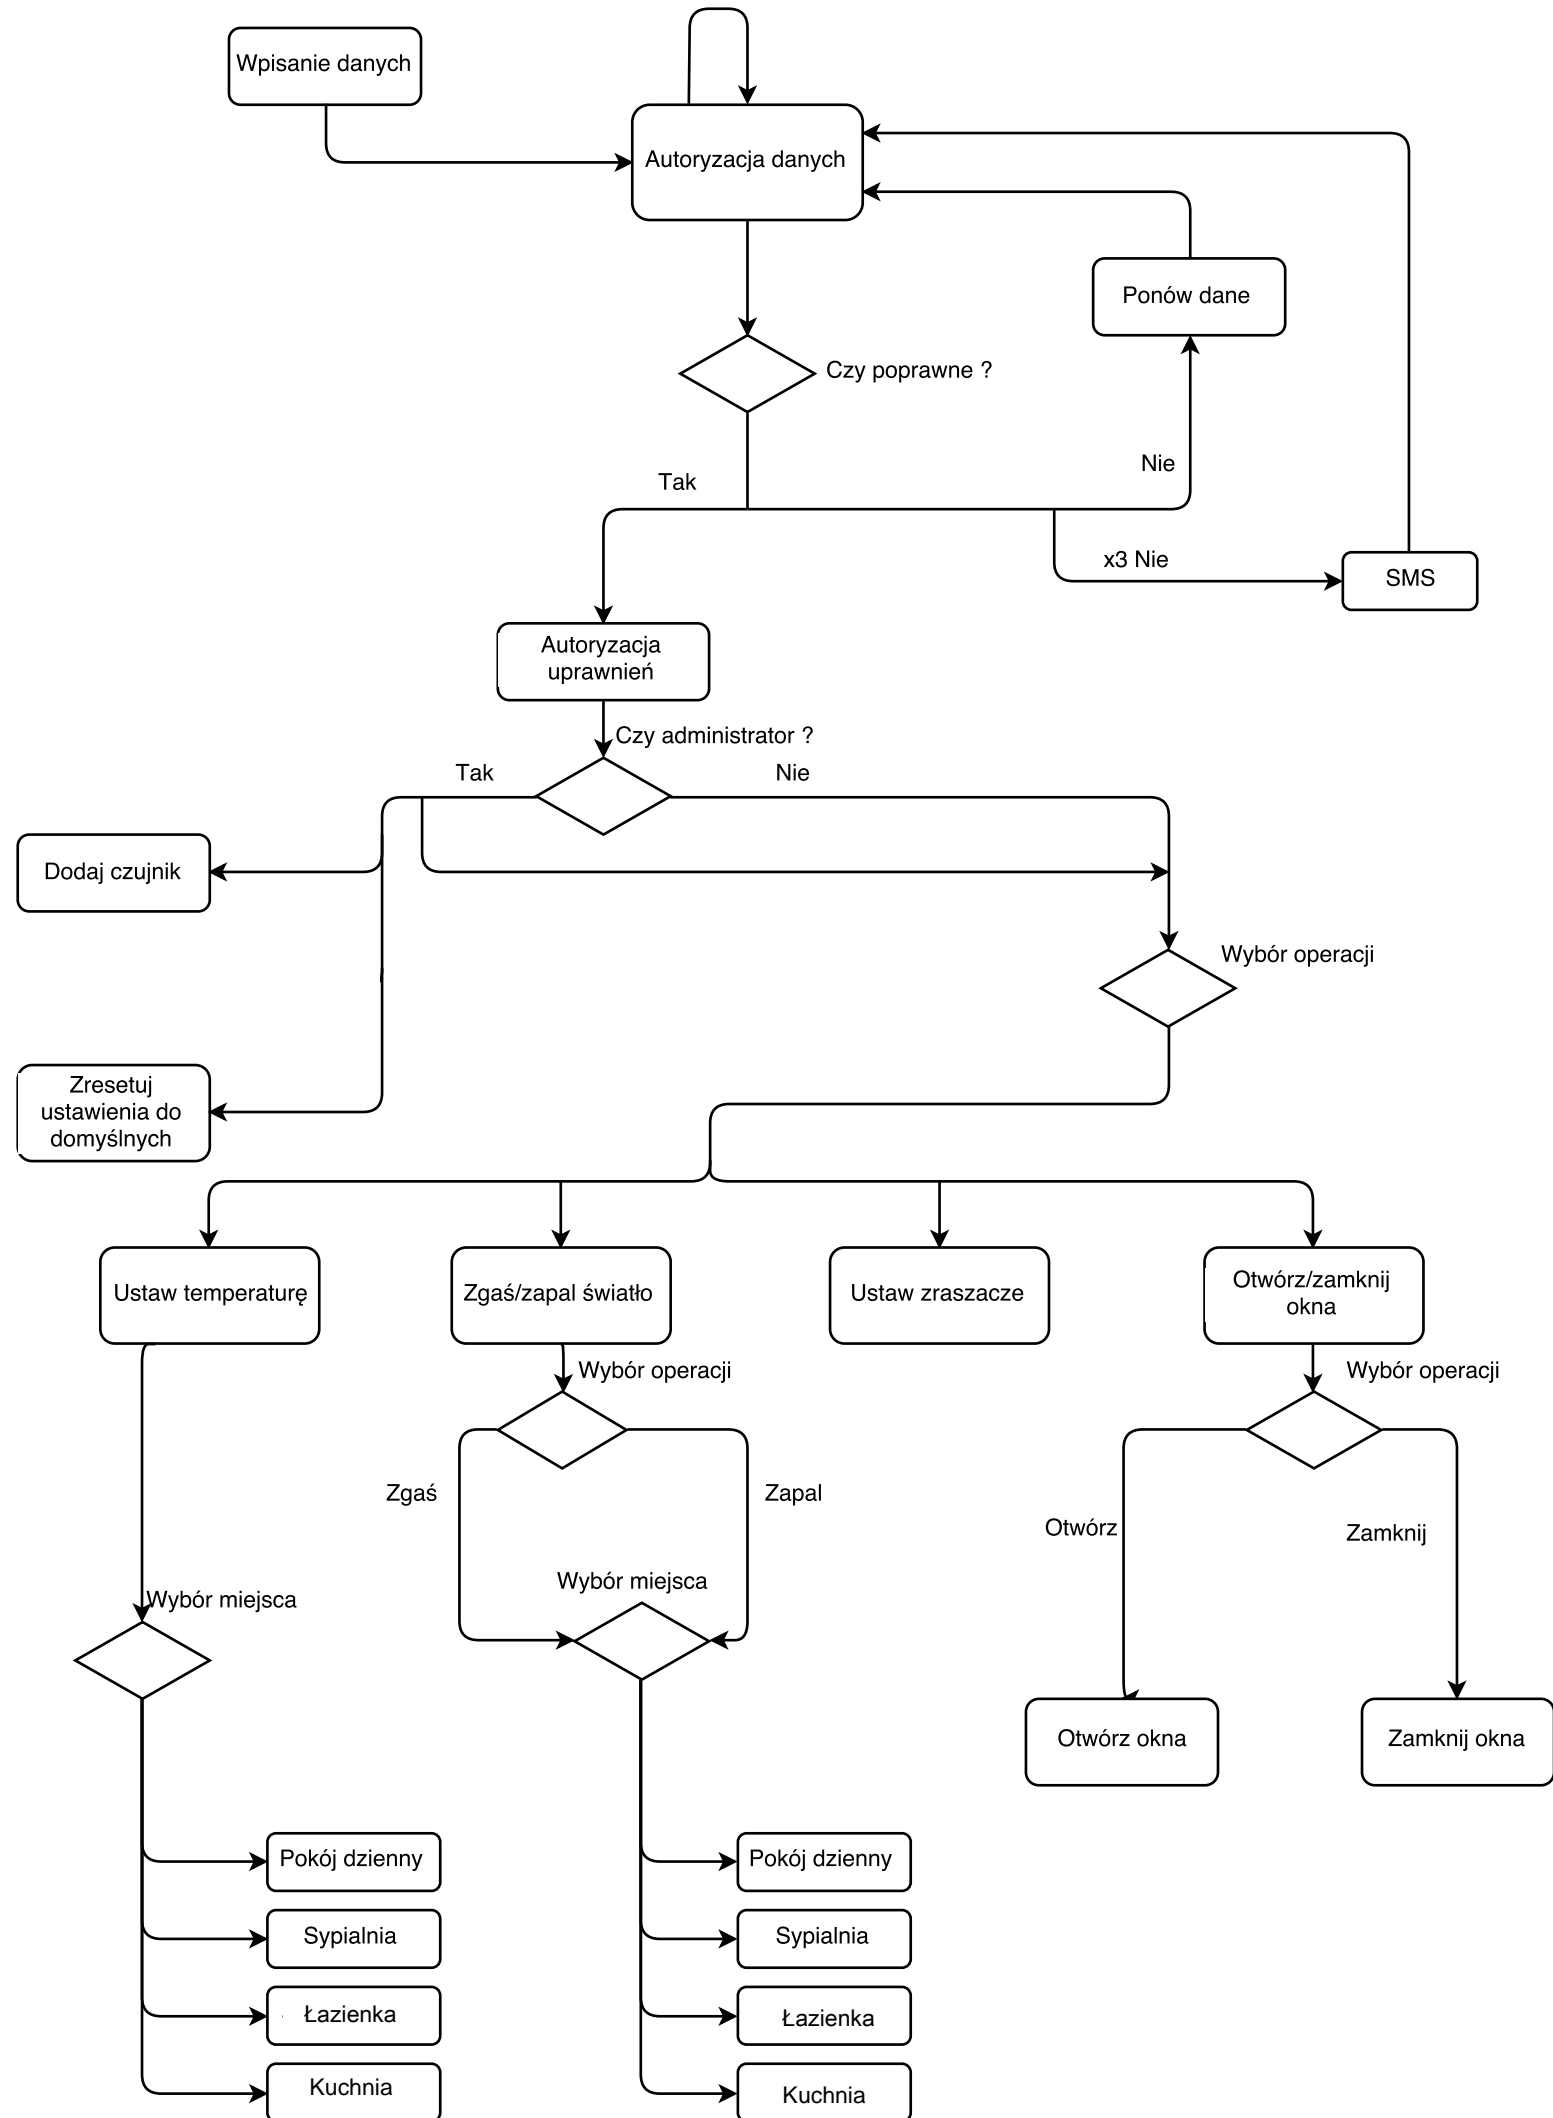 Wpisanie danych
Autoryzacja danych
Ponów dane
Czy poprawne ?
Nie
Tak
x3 Nie
SMS
Autoryzacja
uprawnień
Czy administrator ?
Tak
Nie
Dodaj czujnik
Wybór operacji
Zresetuj
ustawienia do
domyślnych
Ustaw temperaturę
Zgaś/zapal światło
Ustaw zraszacze
Otwórz/zamknij
okna
Wybór operacji
Wybór operacji
Zgaś
Zapal
Otwórz
Zamknij
Wybór miejsca
Wybór miejsca
Otwórz okna
Zamknij okna
Pokój dzienny
Pokój dzienny
Sypialnia
Sypialnia
Łazienka
Łazienka
Kuchnia
Kuchnia